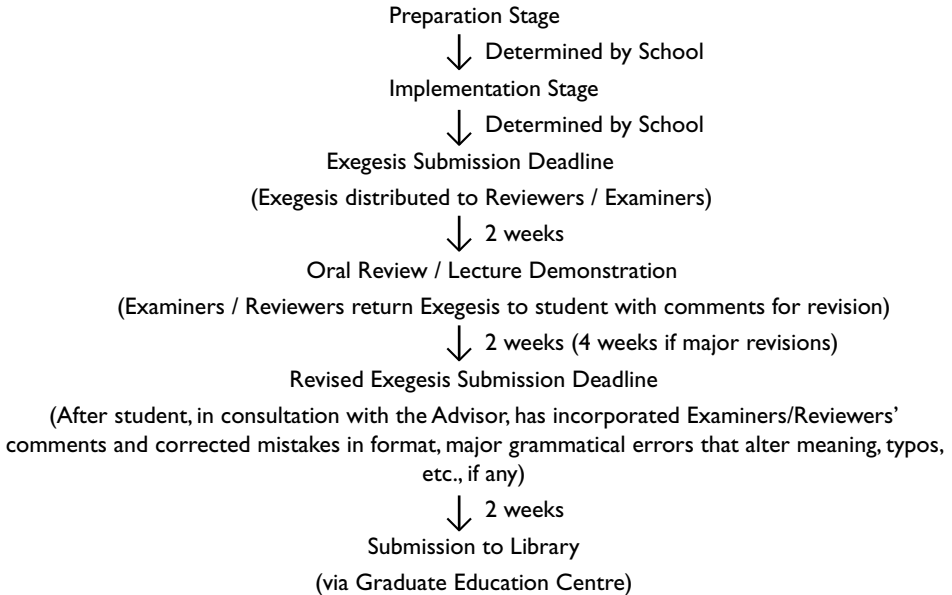 Preparation Stage
Determined by School
Implementation Stage
Determined by School
Exegesis Submission Deadline
(Exegesis distributed to Reviewers / Examiners)
2 weeks
Oral Review / Lecture Demonstration
(Examiners / Reviewers return Exegesis to student with comments for revision)
2 weeks (4 weeks if major revisions)
Revised Exegesis Submission Deadline
(After student, in consultation with the Advisor, has incorporated Examiners/Reviewers’
comments and corrected mistakes in format, major grammatical errors that alter meaning, typos,
etc., if any)
2 weeks
Submission to Library
(via Graduate Education Centre)